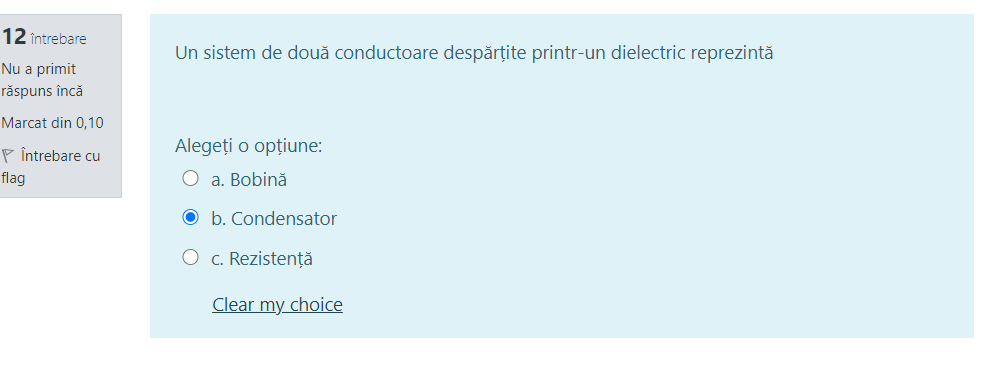 12 întrebare
Nu a primit
răspuns încă
Marcat din 0,10
Întrebare cu
flag
Un sistem de două conductoare despărțite printr-un dielectric reprezintă
Alegeți o opțiune:
a. Bobină
b. Condensator
c. Rezistență
Clear my choice